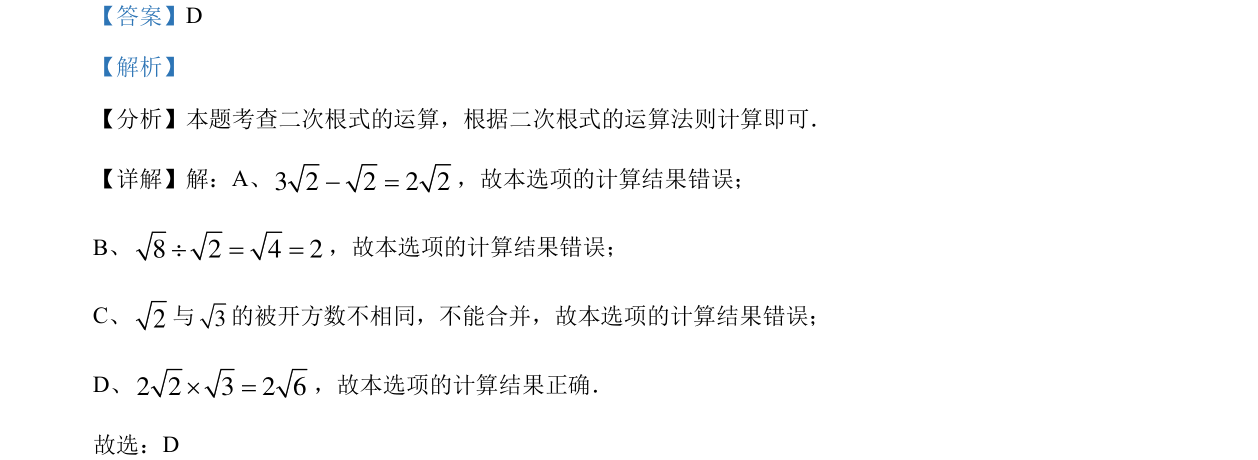 【答案】D
【解析】
【分析】本题考查二次根式的运算，根据二次根式的运算法则计算即可．
【详解】解：A、3√2－√2＝2√2，故本选项的计算结果错误；
B、√8÷√2＝√4＝2，故本选项的计算结果错误；
C、√2与√3的被开方数不相同，不能合并，故本选项的计算结果错误；
D、2√2×√3＝2√6，故本选项的计算结果正确．
故选：D